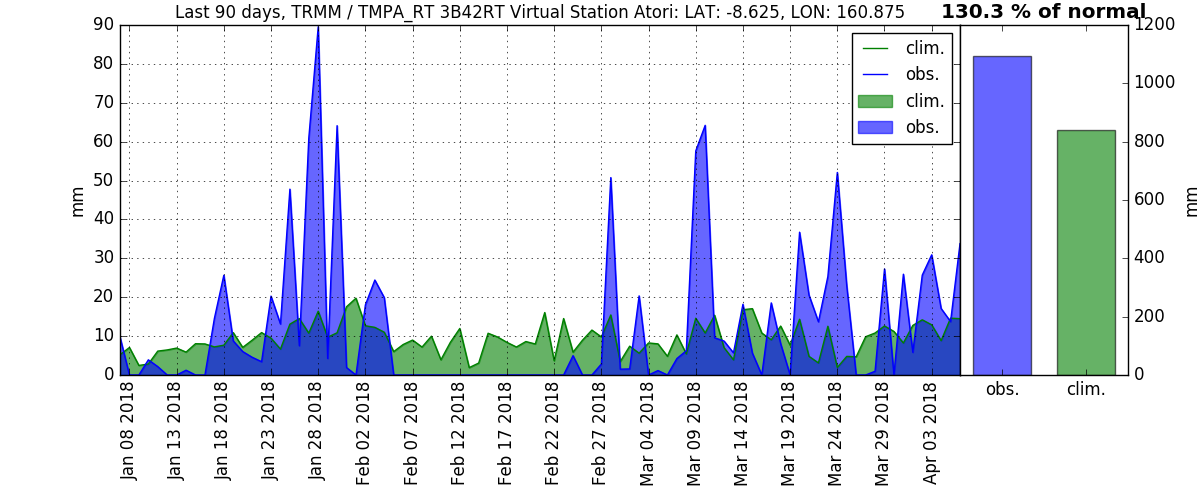 Last 90 days, TRMM / TMPA_RT 3B42RT Virtual Station Atori: LAT: -8.625, LON: 160.875
130.3 % of normal
90
80
70
60
50
40
30
20
10
0
mm
clim.
obs.
clim.
obs.
Jan 08 2018
Jan 13 2018
Jan 18 2018
Jan 23 2018
Jan 28 2018
Feb 02 2018
Feb 07 2018
Feb 12 2018
Feb 17 2018
Feb 22 2018
Feb 27 2018
Mar 04 2018
Mar 09 2018
Mar 14 2018
Mar 19 2018
Mar 24 2018
Mar 29 2018
Apr 03 2018
1200
1000
800
600
400
200
0
mm
obs.
clim.